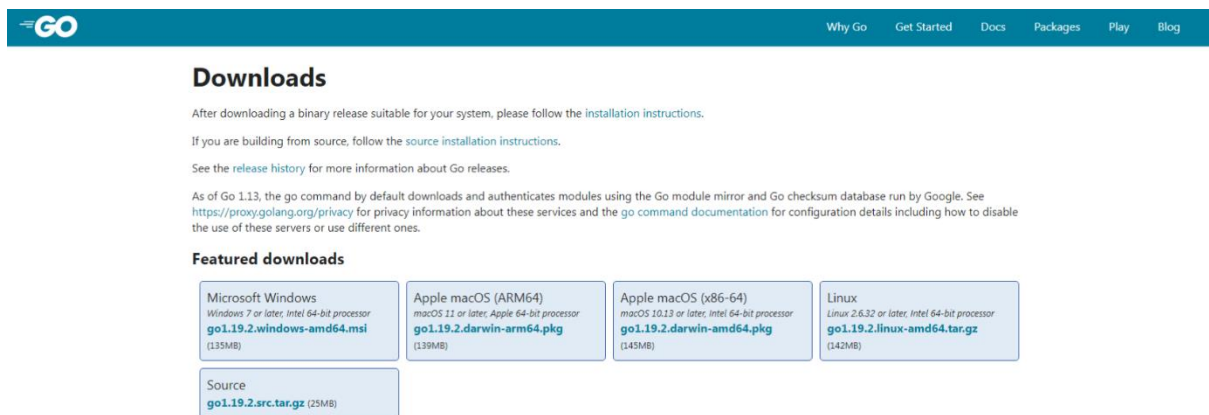 GO
Why Go Get Started Docs Packages Play Blog
Downloads
After downloading a binary release suitable for your system, please follow the installation instructions.
If you are building from source, follow the source installation instructions.
See the release history for more information about Go releases.
As of Go 1.13, the go command by default downloads and authenticates modules using the Go module mirror and Go checksum database run by Google. See
https://proxy.golang.org/privacy for privacy information about these services and the go command documentation for configuration details including how to disable
the use of these servers or use different ones.
Featured downloads
Microsoft Windows
Windows 7 or later, Intel 64-bit processor
go1.19.2.windows-amd64.msi
(135MB)
Apple macOS (ARM64)
macOS 11 or later, Apple 64-bit processor
go1.19.2.darwin-arm64.pkg
(139MB)
Apple macOS (x86-64)
macOS 10.13 or later, Intel 64-bit processor
go1.19.2.darwin-amd64.pkg
(145MB)
Linux
Linux 2.6.32 or later, Intel 64-bit processor
go1.19.2.linux-amd64.tar.gz
(142MB)
Source
go1.19.2.src.tar.gz (25MB)